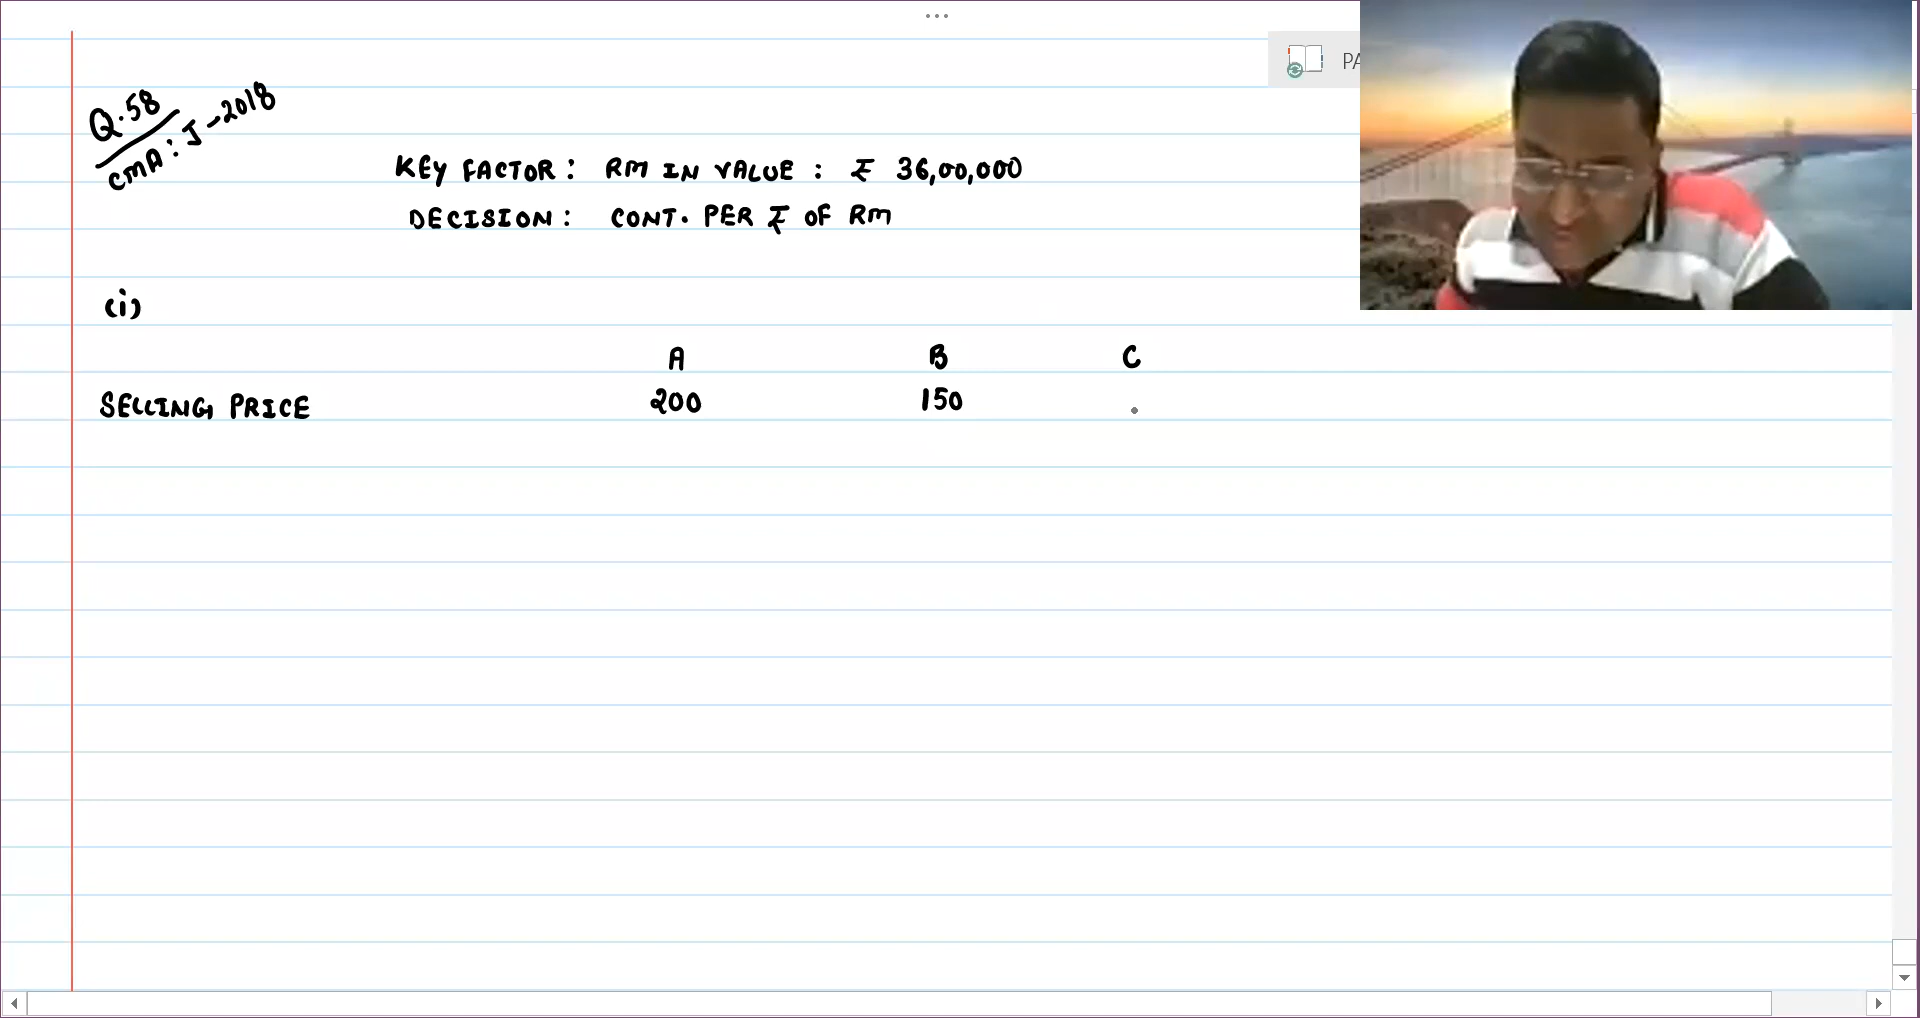 Q.58
CMA: J-2018
PA
KEY FACTOR: RM IN VALUE : ₹ 36,00,000
DECISION: CONT. PER ₹ OF RM
(i)
A B C
SELLING PRICE 200 150